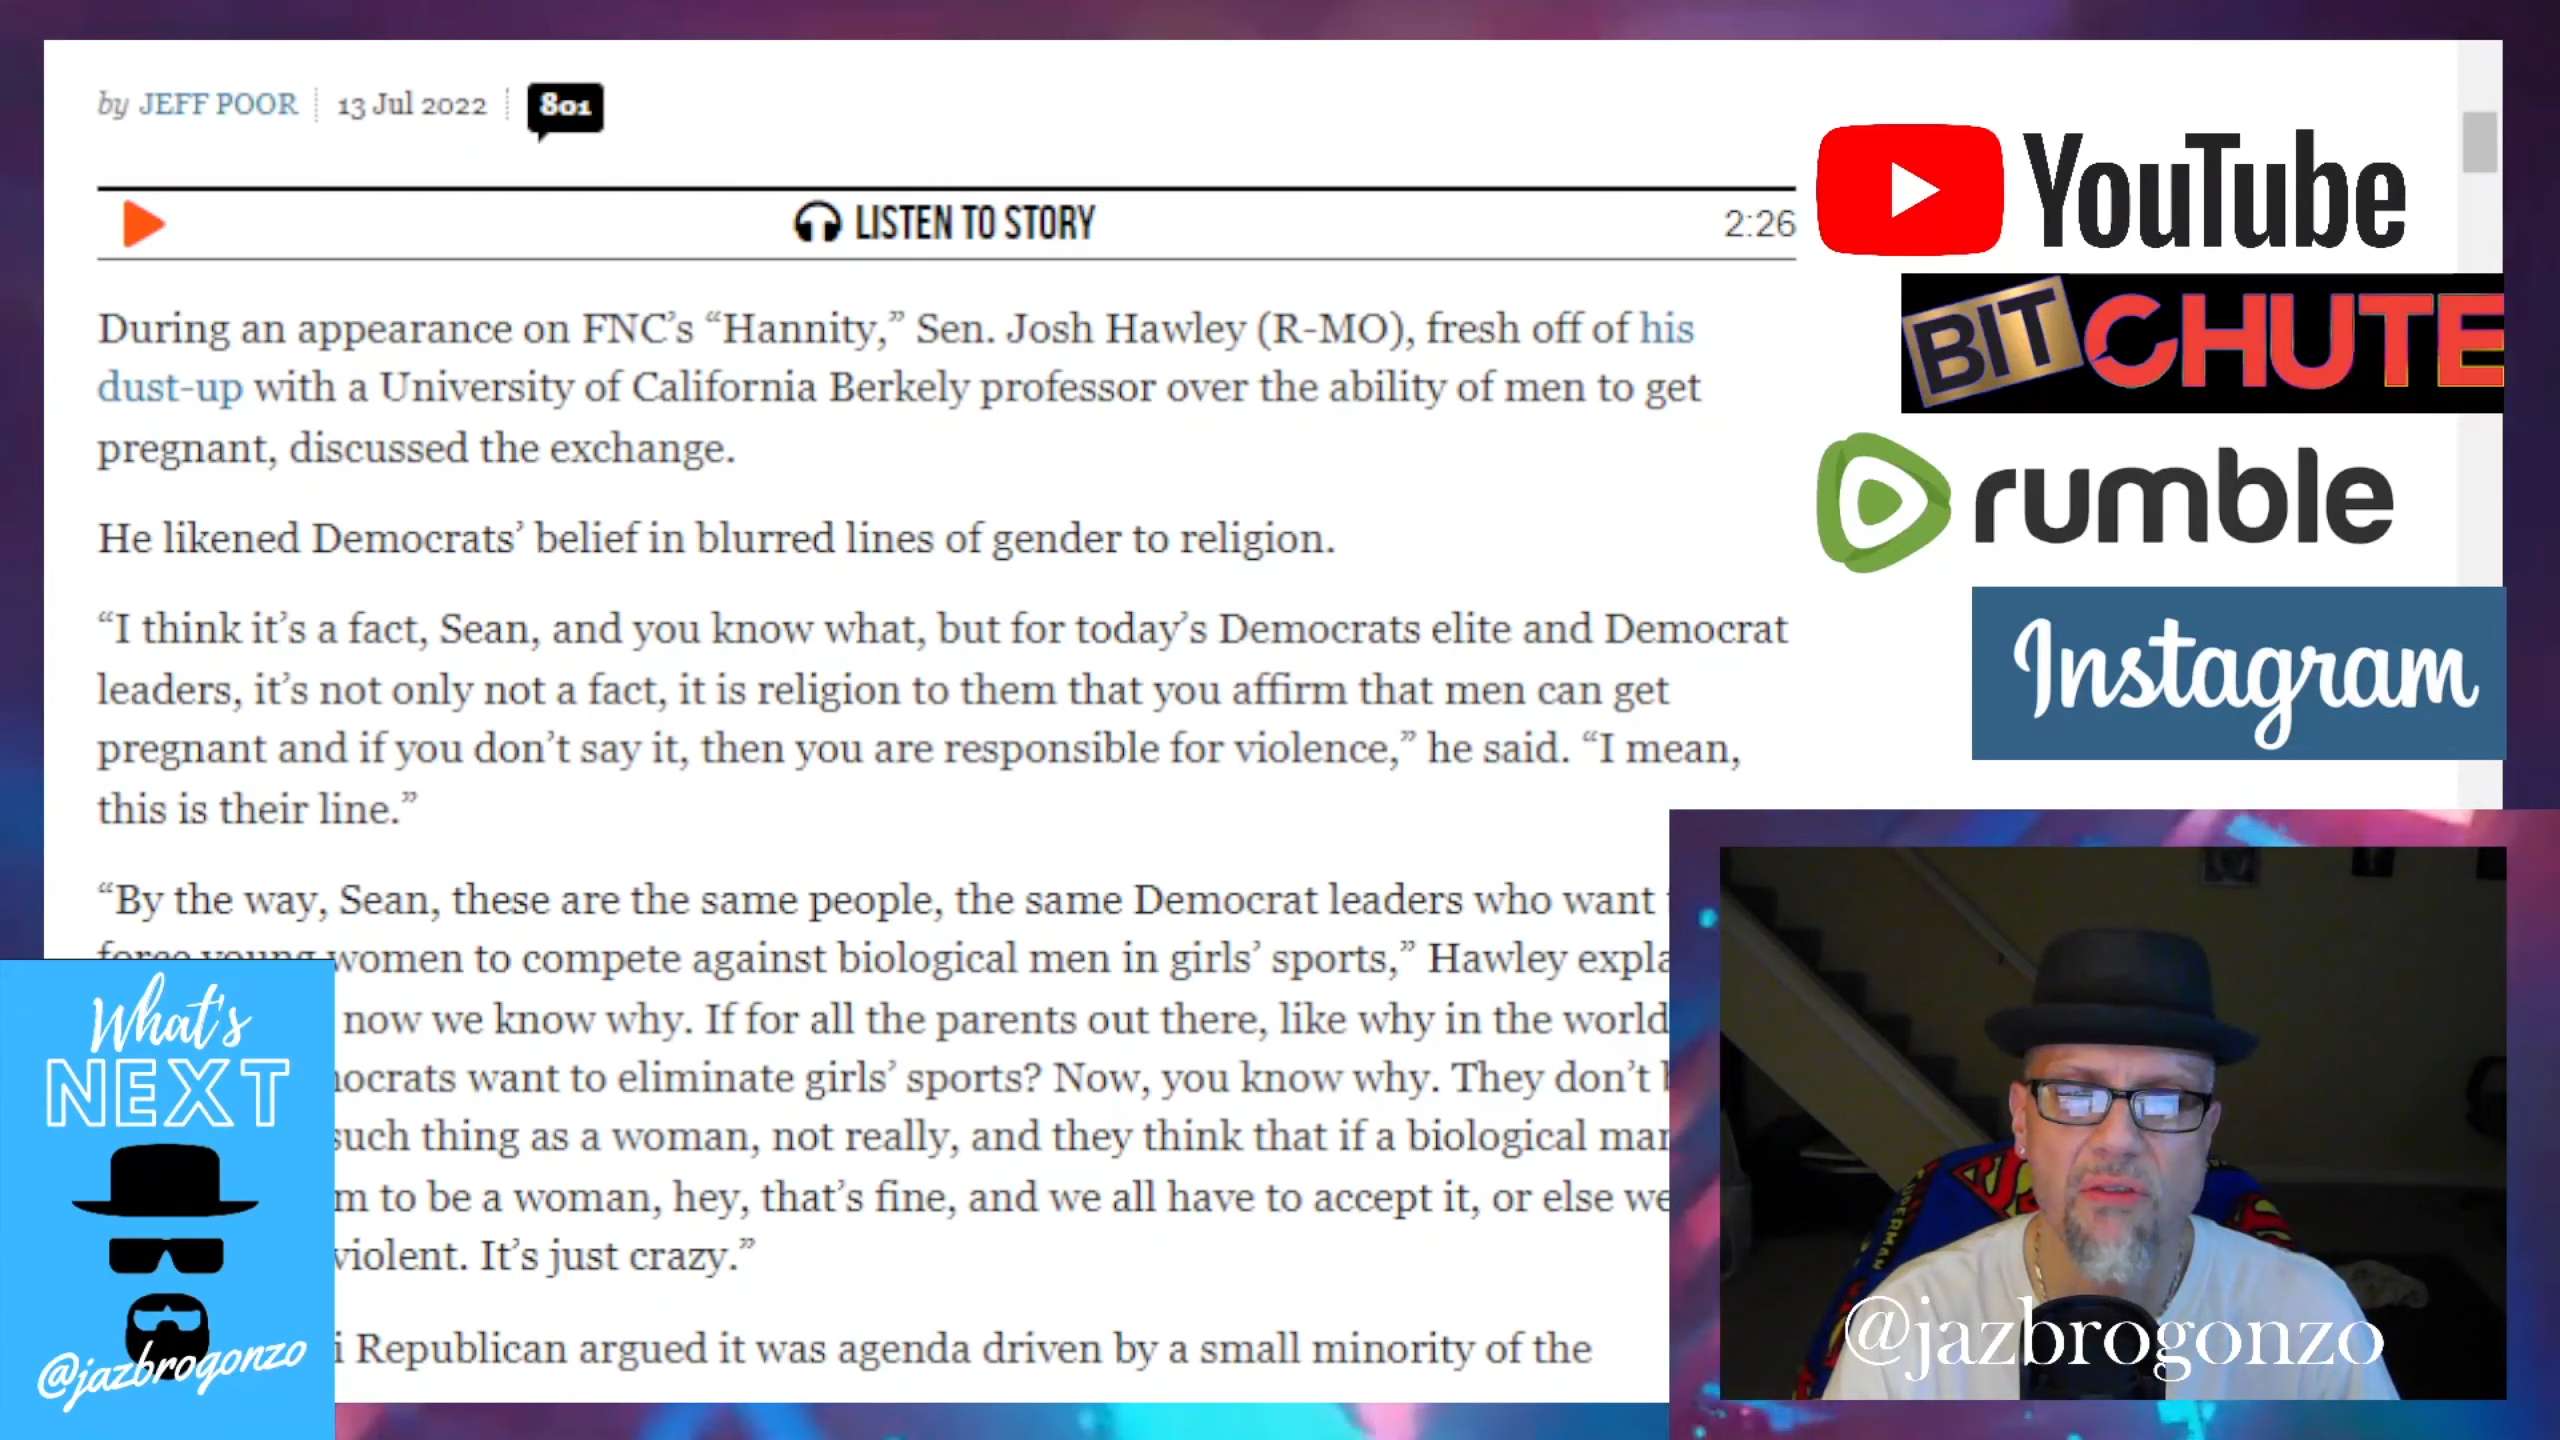 by JEFF POOR 13 Jul 2022 801
LISTEN TO STORY 2:26
During an appearance on FNC’s “Hannity,” Sen. Josh Hawley (R-MO), fresh off of his
dust-up with a University of California Berkely professor over the ability of men to get
pregnant, discussed the exchange.
He likened Democrats’ belief in blurred lines of gender to religion.
“I think it’s a fact, Sean, and you know what, but for today’s Democrats elite and Democrat
leaders, it’s not only not a fact, it is religion to them that you affirm that men can get
pregnant and if you don’t say it, then you are responsible for violence,” he said. “I mean,
this is their line.”
“By the way, Sean, these are the same people, the same Democrat leaders who want
force young women to compete against biological men in girls’ sports,” Hawley expla
now we know why. If for all the parents out there, like why in the world
ocrats want to eliminate girls’ sports? Now, you know why. They don’t
such thing as a woman, not really, and they think that if a biological man
m to be a woman, hey, that’s fine, and we all have to accept it, or else we
violent. It’s just crazy.”
i Republican argued it was agenda driven by a small minority of the
YouTube
BITCHUTE
rumble
Instagram
What's
NEXT
@jazbrogonzo
SUPERMAN
@jazbrogonzo